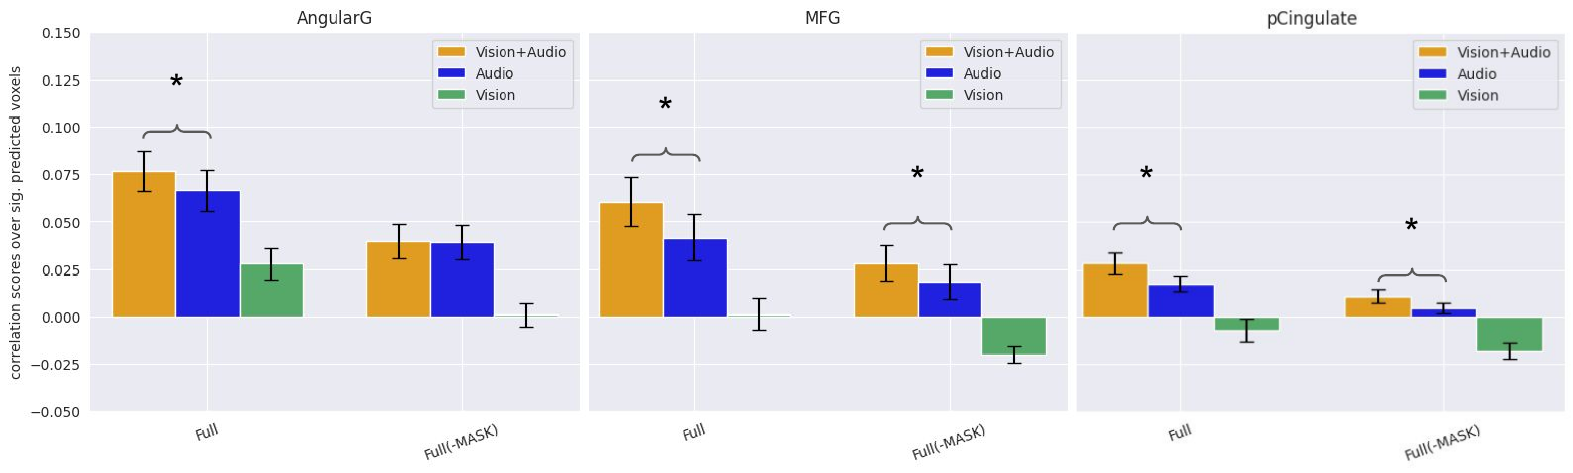 AngularG
MFG
pCingulate
correlation scores over sig. predicted voxels
0.150
0.125
0.100
0.075
0.050
0.025
0.000
−0.025
−0.050
Vision+Audio
Audio
Vision
*
Full
Full(-MASK)
Vision+Audio
Audio
Vision
*
*
Full
Full(-MASK)
Vision+Audio
Audio
Vision
*
*
Full
Full(-MASK)